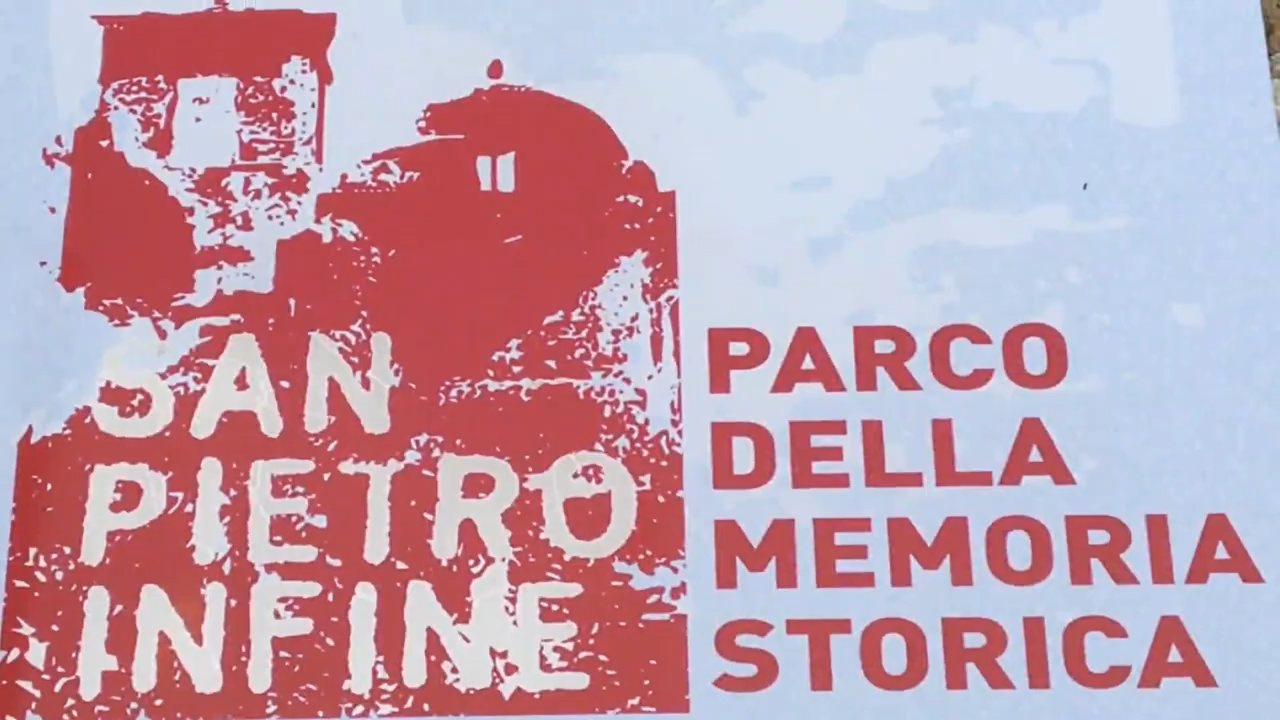 SAN
PIETRO
INFINE
PARCO
DELLA
MEMORIA
STORICA